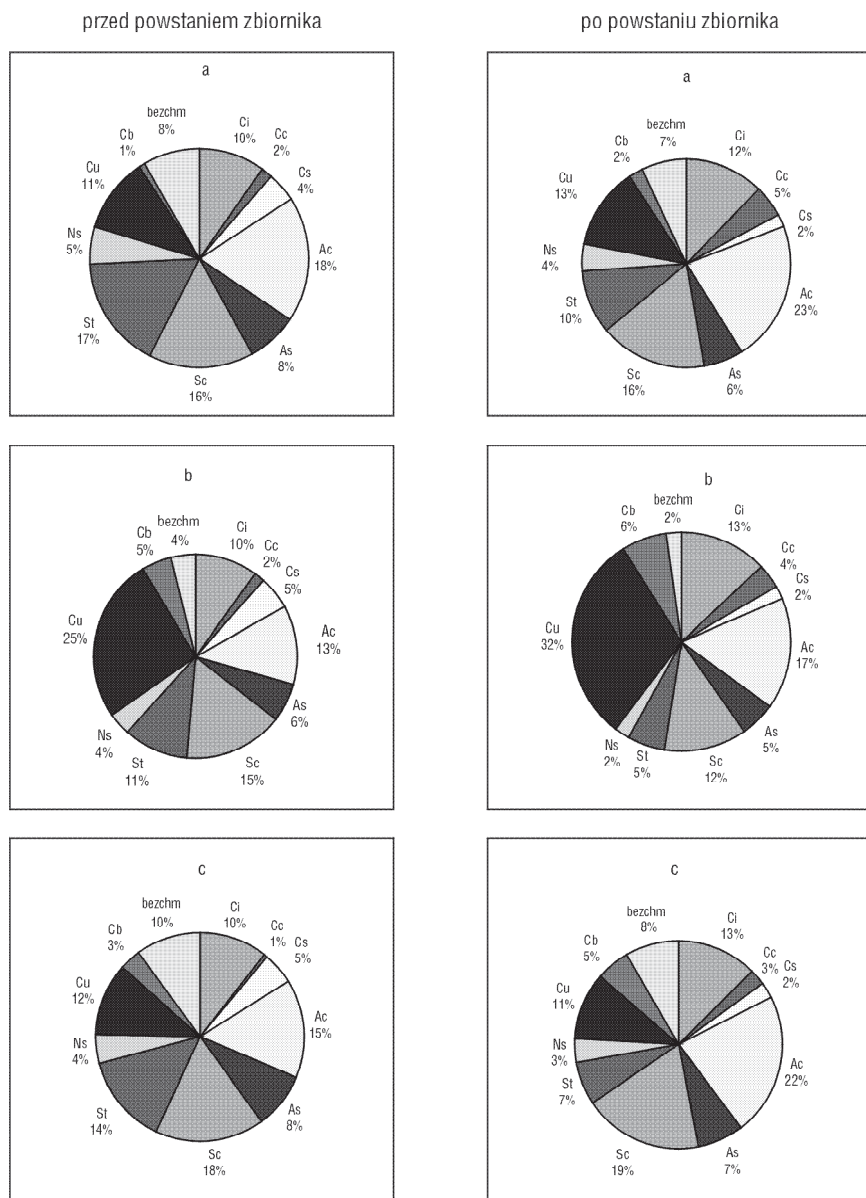 przed powstaniem zbiornika
po powstaniu zbiornika
a
bezchm
8%
Ci
10%
Cc
2%
Cs
4%
Ac
18%
As
8%
Sc
16%
St
17%
Ns
5%
Cu
11%
Cb
1%
a
bezchm
7%
Ci
12%
Cc
5%
Cs
2%
Ac
23%
As
6%
Sc
16%
St
10%
Ns
4%
Cu
13%
Cb
2%
b
bezchm
4%
Ci
10%
Cc
2%
Cs
5%
Ac
13%
As
6%
Sc
15%
St
11%
Ns
4%
Cu
25%
Cb
5%
b
bezchm
2%
Ci
13%
Cc
4%
Cs
2%
Ac
17%
As
5%
Sc
12%
St
5%
Ns
2%
Cu
32%
Cb
6%
c
bezchm
10%
Ci
10%
Cc
1%
Cs
5%
Ac
15%
As
8%
Sc
18%
St
14%
Ns
4%
Cu
12%
Cb
3%
c
bezchm
8%
Ci
13%
Cc
3%
Cs
2%
Ac
22%
As
7%
Sc
19%
St
7%
Ns
3%
Cu
11%
Cb
5%